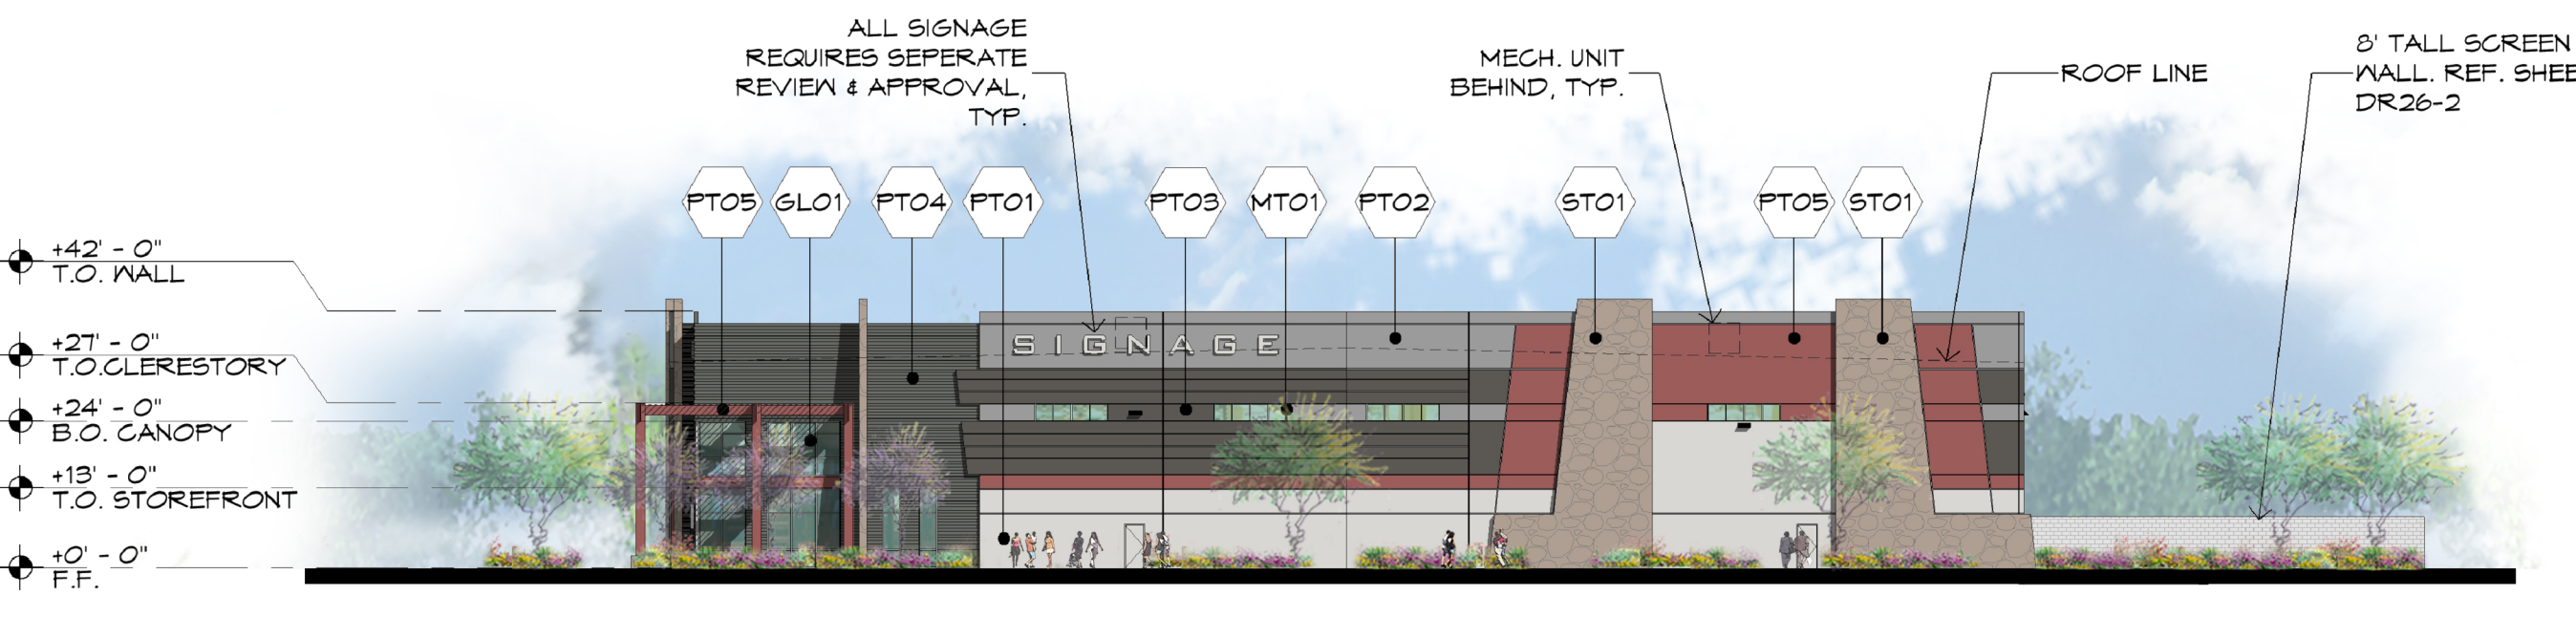 ALL SIGNAGE
REQUIRES SEPERATE
REVIEW & APPROVAL,
TYP.
MECH. UNIT
BEHIND, TYP.
ROOF LINE
8' TALL SCREEN
WALL. REF. SHEE
DR26-2
PT05 GL01 PT04 PT01 PT03 MT01 PT02 ST01 PT05 ST01
+42' - 0"
T.O. WALL
+27' - 0"
T.O.CLERESTORY
+24' - 0"
B.O. CANOPY
+13' - 0"
T.O. STOREFRONT
+0' - 0"
F.F.
SIGNAGE